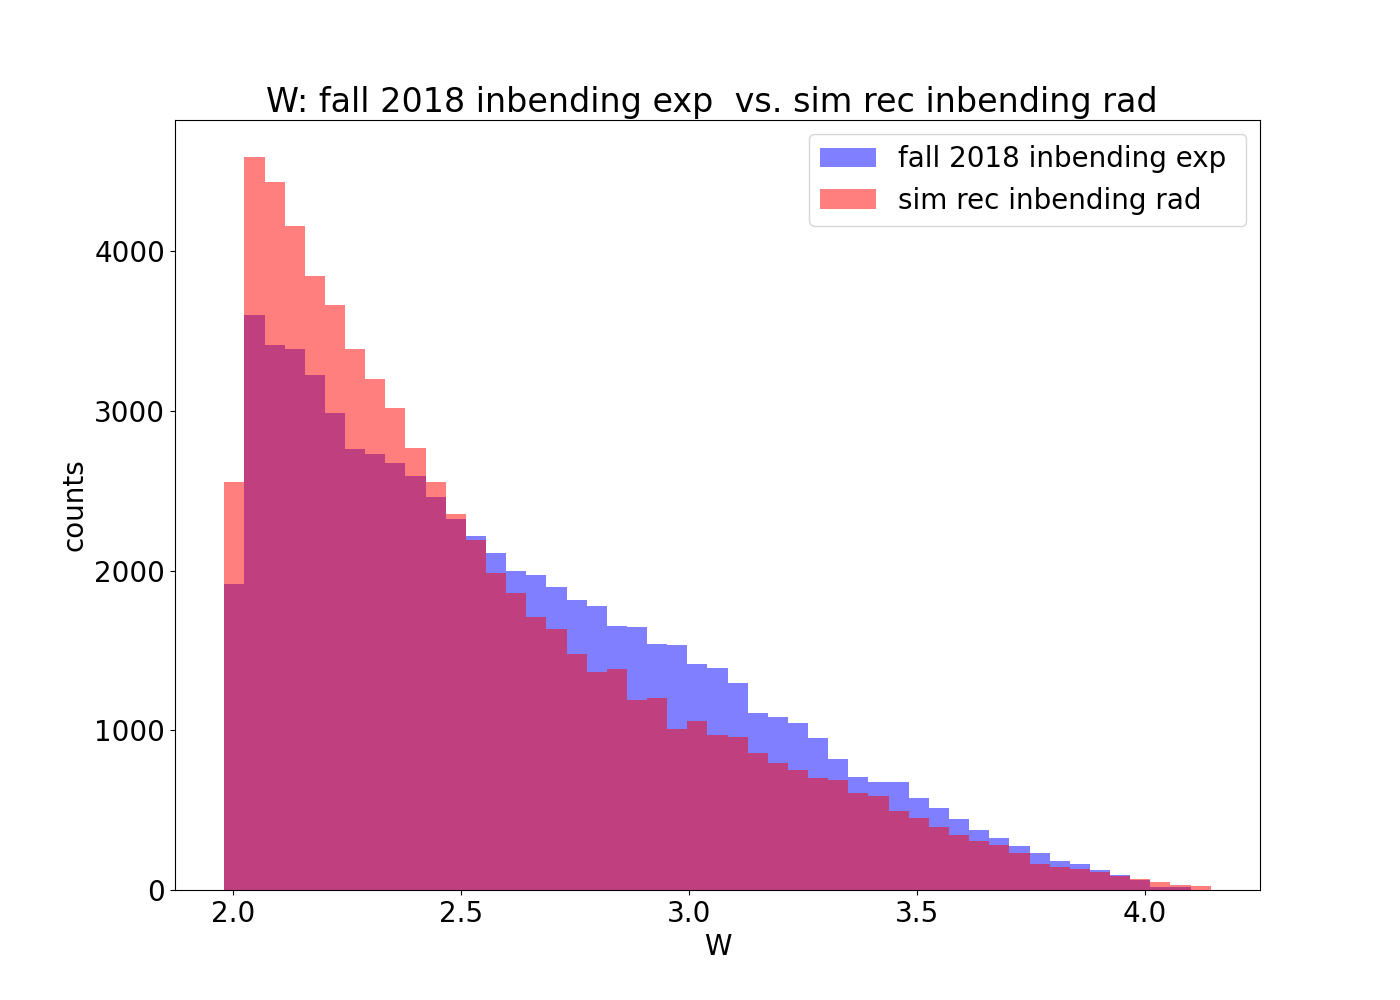 W: fall 2018 inbending exp  vs. sim rec inbending rad
fall 2018 inbending exp
sim rec inbending rad
counts
4000
3000
2000
1000
0
2.0 2.5 3.0 3.5 4.0
W